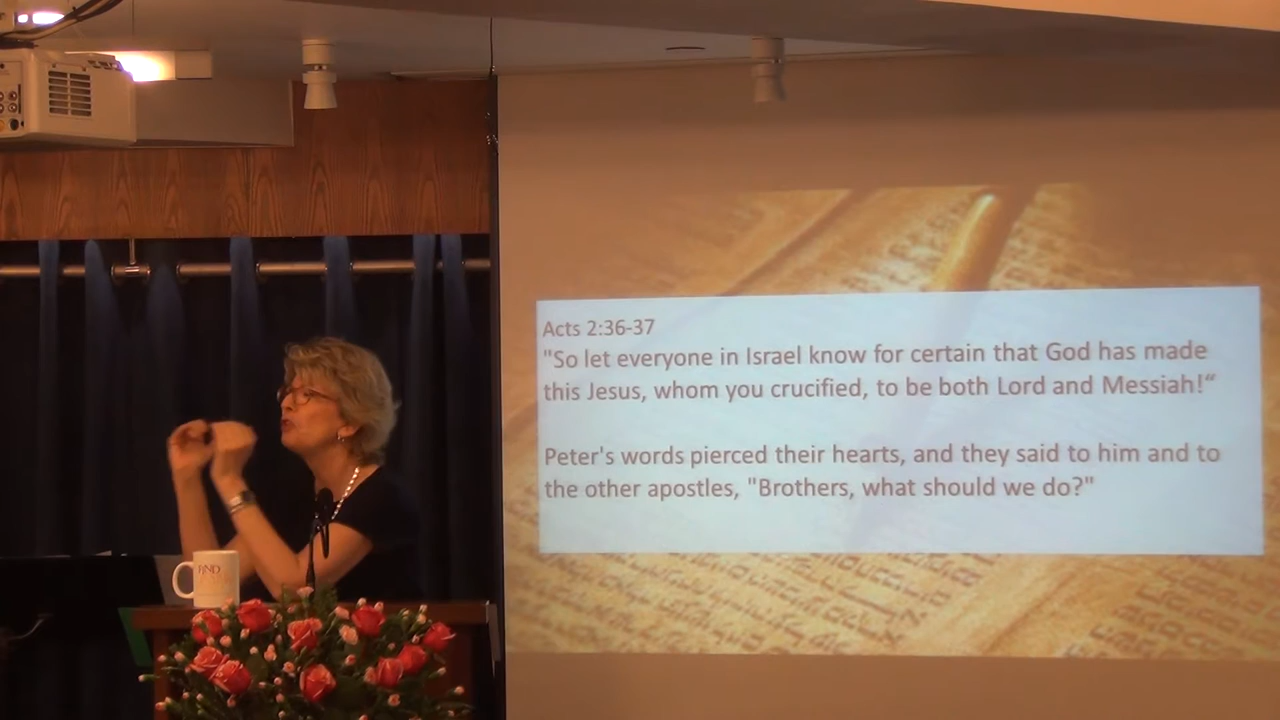 Acts 2:36-37
"So let everyone in Israel know for certain that God has made
this Jesus, whom you crucified, to be both Lord and Messiah!“
Peter's words pierced their hearts, and they said to him and to
the other apostles, "Brothers, what should we do?"